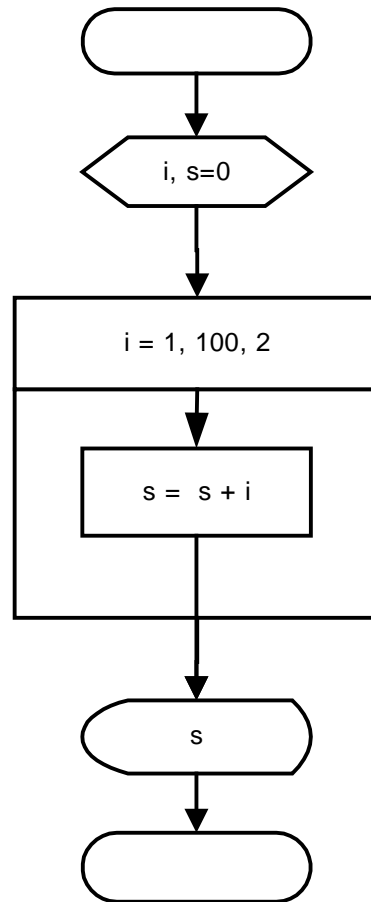 i, s=0
i = 1, 100, 2
s = s + i
s